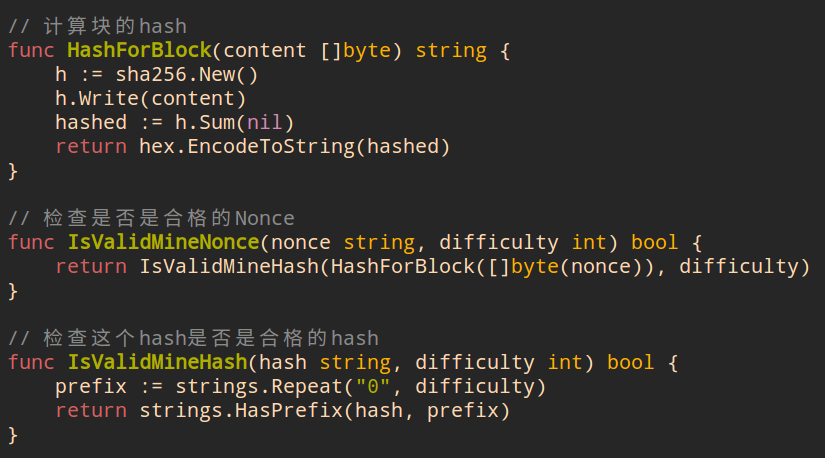 // 计算块的hash
func HashForBlock(content []byte) string {
    h := sha256.New()
    h.Write(content)
    hashed := h.Sum(nil)
    return hex.EncodeToString(hashed)
}

// 检查是否是合格的Nonce
func IsValidMineNonce(nonce string, difficulty int) bool {
    return IsValidMineHash(HashForBlock([]byte(nonce)), difficulty)
}

// 检查这个hash是否是合格的hash
func IsValidMineHash(hash string, difficulty int) bool {
    prefix := strings.Repeat("0", difficulty)
    return strings.HasPrefix(hash, prefix)
}